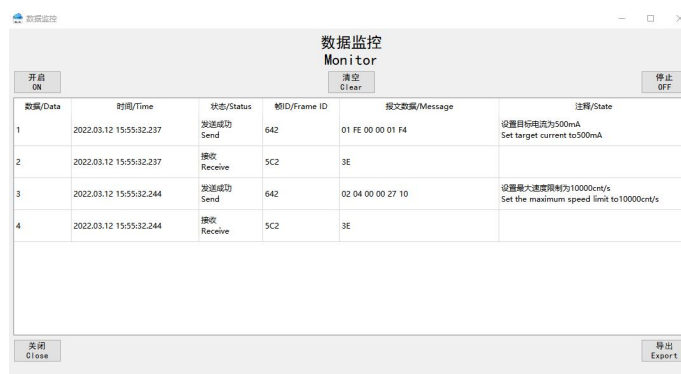 数据监控
数据监控
Monitor
开启
ON
清空
Clear
停止
OFF
数据/Data 时间/Time 状态/Status 帧ID/Frame ID 报文数据/Message 注释/State
1 2022.03.12 15:55:32.237 发送成功 Send 642 01 FE 00 00 01 F4 设置目标电流为500mA
Set target current to500mA
2 2022.03.12 15:55:32.237 接收 Receive 5C2 3E
3 2022.03.12 15:55:32.244 发送成功 Send 642 02 04 00 00 27 10 设置最大速度限制为10000cnt/s
Set the maximum speed limit to10000cnt/s
4 2022.03.12 15:55:32.244 接收 Receive 5C2 3E
关闭
Close
导出
Export